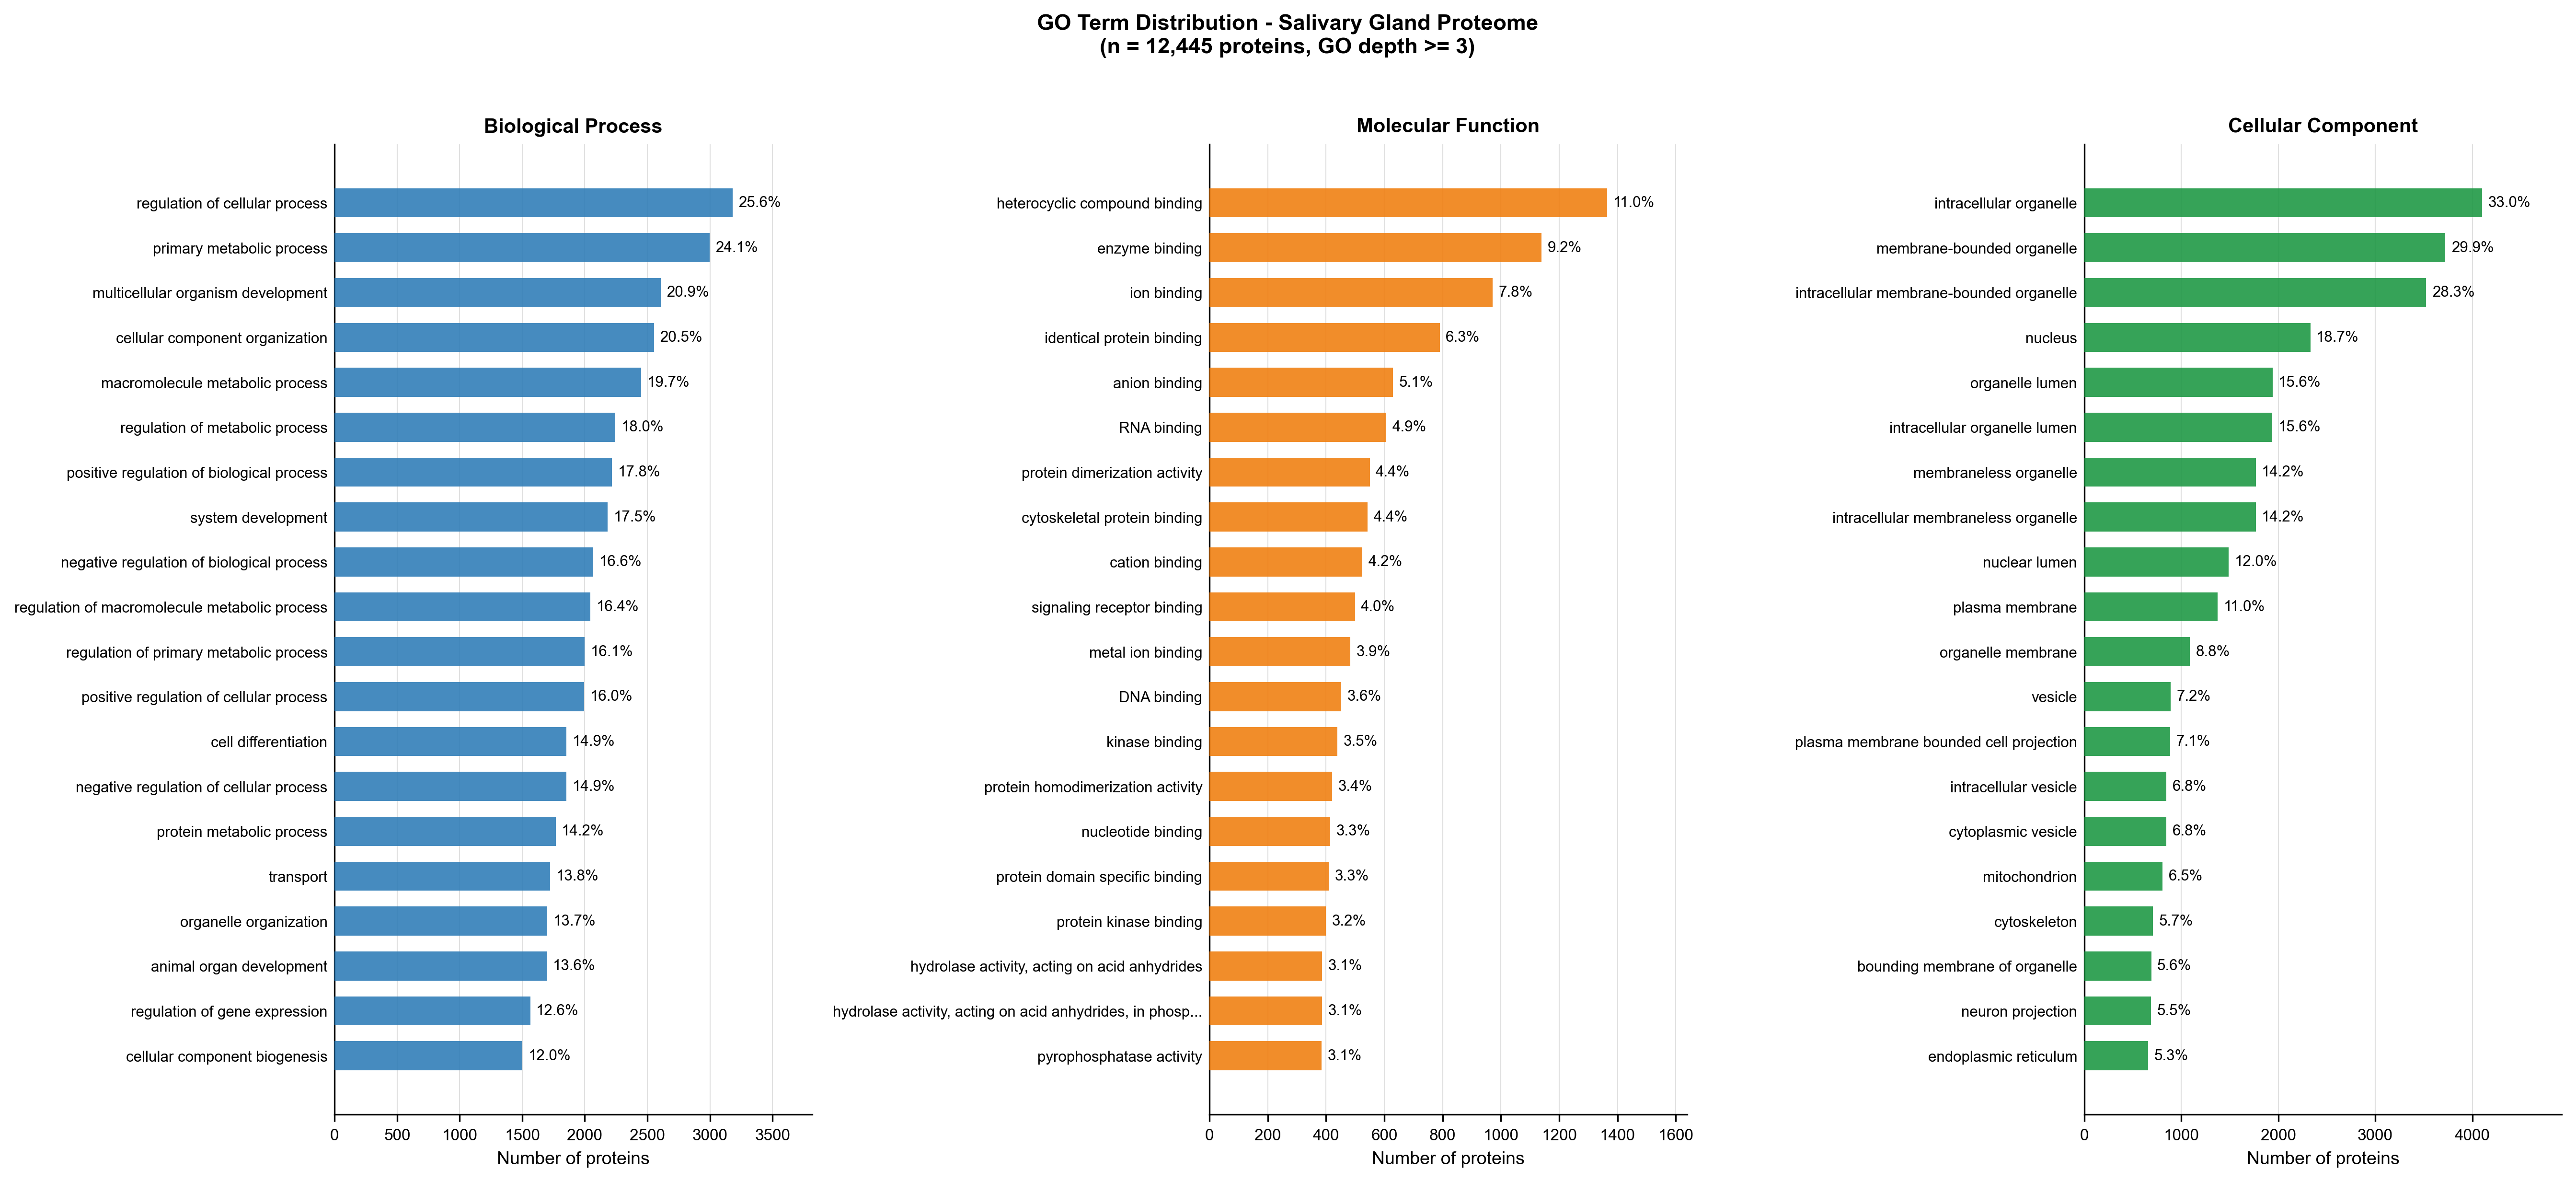 GO Term Distribution - Salivary Gland Proteome
(n = 12,445 proteins, GO depth >= 3)
Biological Process
regulation of cellular process 25.6%
primary metabolic process 24.1%
multicellular organism development 20.9%
cellular component organization 20.5%
macromolecule metabolic process 19.7%
regulation of metabolic process 18.0%
positive regulation of biological process 17.8%
system development 17.5%
negative regulation of biological process 16.6%
regulation of macromolecule metabolic process 16.4%
regulation of primary metabolic process 16.1%
positive regulation of cellular process 16.0%
cell differentiation 14.9%
negative regulation of cellular process 14.9%
protein metabolic process 14.2%
transport 13.8%
organelle organization 13.7%
animal organ development 13.6%
regulation of gene expression 12.6%
cellular component biogenesis 12.0%
0 500 1000 1500 2000 2500 3000 3500
Number of proteins
Molecular Function
heterocyclic compound binding 11.0%
enzyme binding 9.2%
ion binding 7.8%
identical protein binding 6.3%
anion binding 5.1%
RNA binding 4.9%
protein dimerization activity 4.4%
cytoskeletal protein binding 4.4%
cation binding 4.2%
signaling receptor binding 4.0%
metal ion binding 3.9%
DNA binding 3.6%
kinase binding 3.5%
protein homodimerization activity 3.4%
nucleotide binding 3.3%
protein domain specific binding 3.3%
protein kinase binding 3.2%
hydrolase activity, acting on acid anhydrides 3.1%
hydrolase activity, acting on acid anhydrides, in phosp... 3.1%
pyrophosphatase activity 3.1%
0 200 400 600 800 1000 1200 1400 1600
Number of proteins
Cellular Component
intracellular organelle 33.0%
membrane-bounded organelle 29.9%
intracellular membrane-bounded organelle 28.3%
nucleus 18.7%
organelle lumen 15.6%
intracellular organelle lumen 15.6%
membraneless organelle 14.2%
intracellular membraneless organelle 14.2%
nuclear lumen 12.0%
plasma membrane 11.0%
organelle membrane 8.8%
vesicle 7.2%
plasma membrane bounded cell projection 7.1%
intracellular vesicle 6.8%
cytoplasmic vesicle 6.8%
mitochondrion 6.5%
cytoskeleton 5.7%
bounding membrane of organelle 5.6%
neuron projection 5.5%
endoplasmic reticulum 5.3%
0 1000 2000 3000 4000
Number of proteins